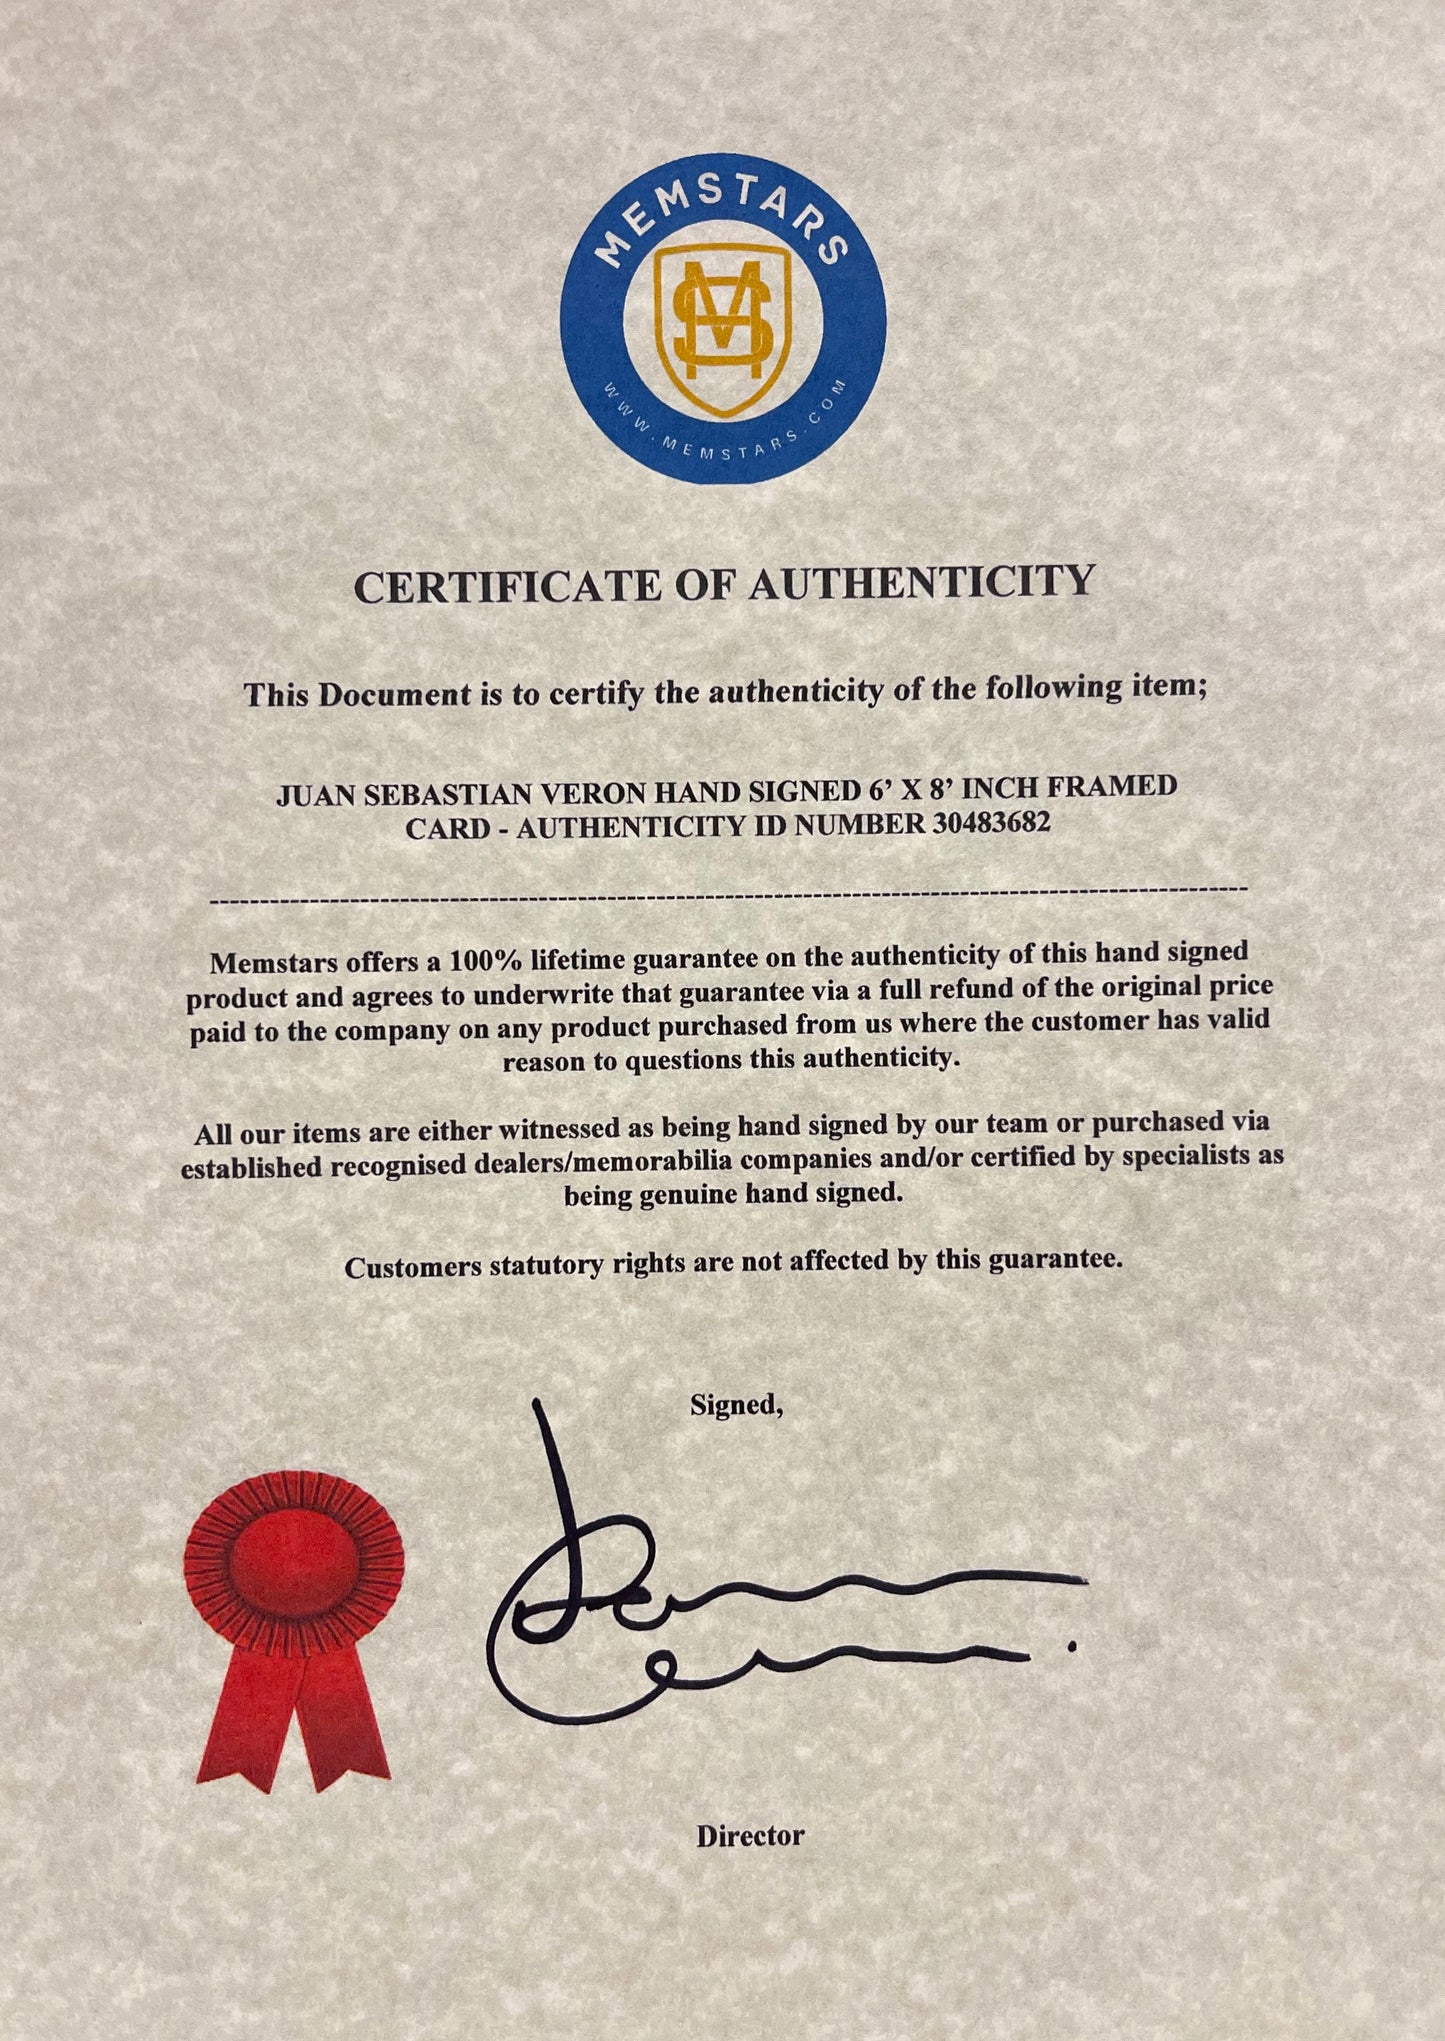 MEMSTARS
WWW.MEMSTARS.COM
CERTIFICATE OF AUTHENTICITY
This Document is to certify the authenticity of the following item;
JUAN SEBASTIAN VERON HAND SIGNED 6’ X 8’ INCH FRAMED
CARD - AUTHENTICITY ID NUMBER 30483682
Memstars offers a 100% lifetime guarantee on the authenticity of this hand signed
product and agrees to underwrite that guarantee via a full refund of the original price
paid to the company on any product purchased from us where the customer has valid
reason to questions this authenticity.
All our items are either witnessed as being hand signed by our team or purchased via
established recognised dealers/memorabilia companies and/or certified by specialists as
being genuine hand signed.
Customers statutory rights are not affected by this guarantee.
Signed,
Director